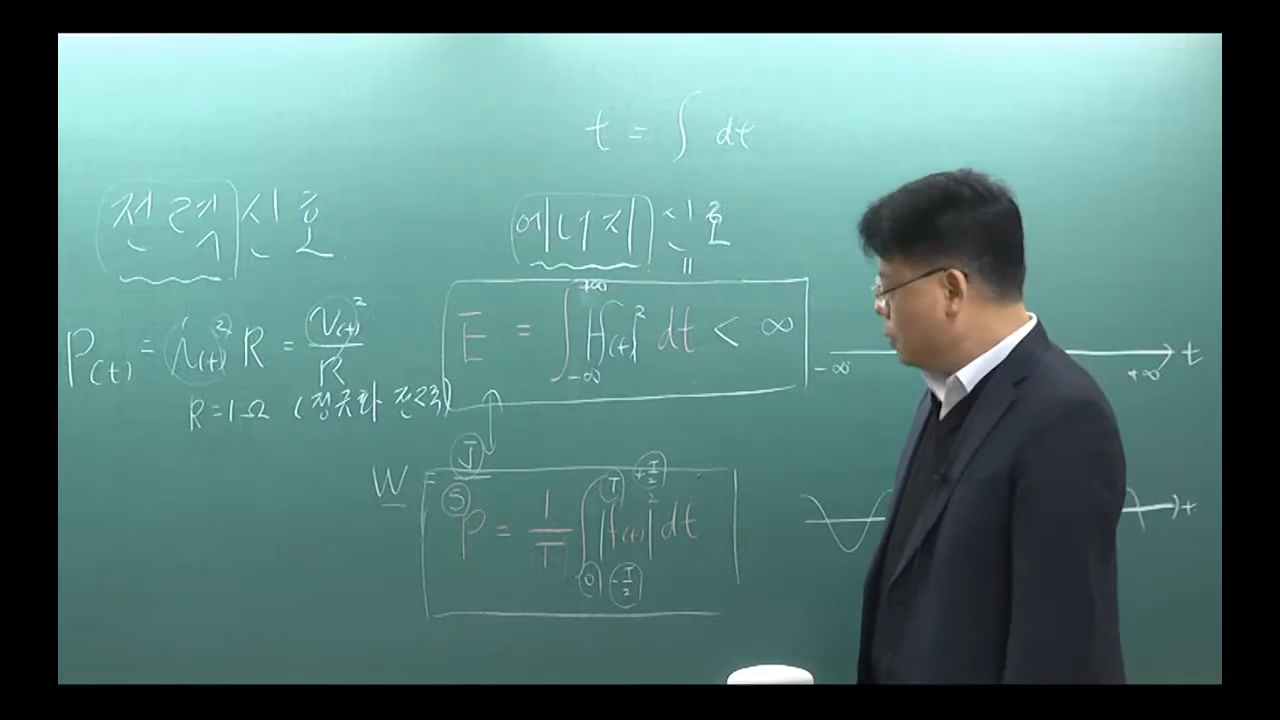 t = ∫ dt
전력 신호
에너지 신호
||
P(t) = i(t)² R = V(t)² / R
R = 1Ω (정규화 전력)
E = ∫_{-∞}^{+∞} |f(t)|² dt < ∞
-∞ +∞ t
W = J / S
P = 1/T ∫ |f(t)| dt
T +T/2
0 -T/2
t